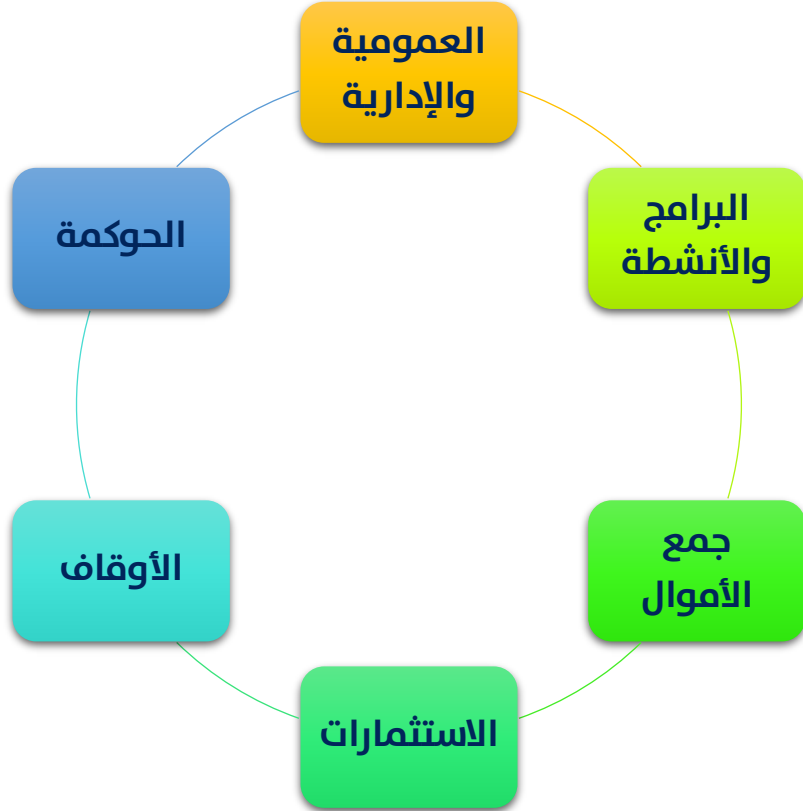 العمومية
والإدارية
البرامج
والأنشطة
جمع
الأموال
الاستثمارات
الأوقاف
الحوكمة